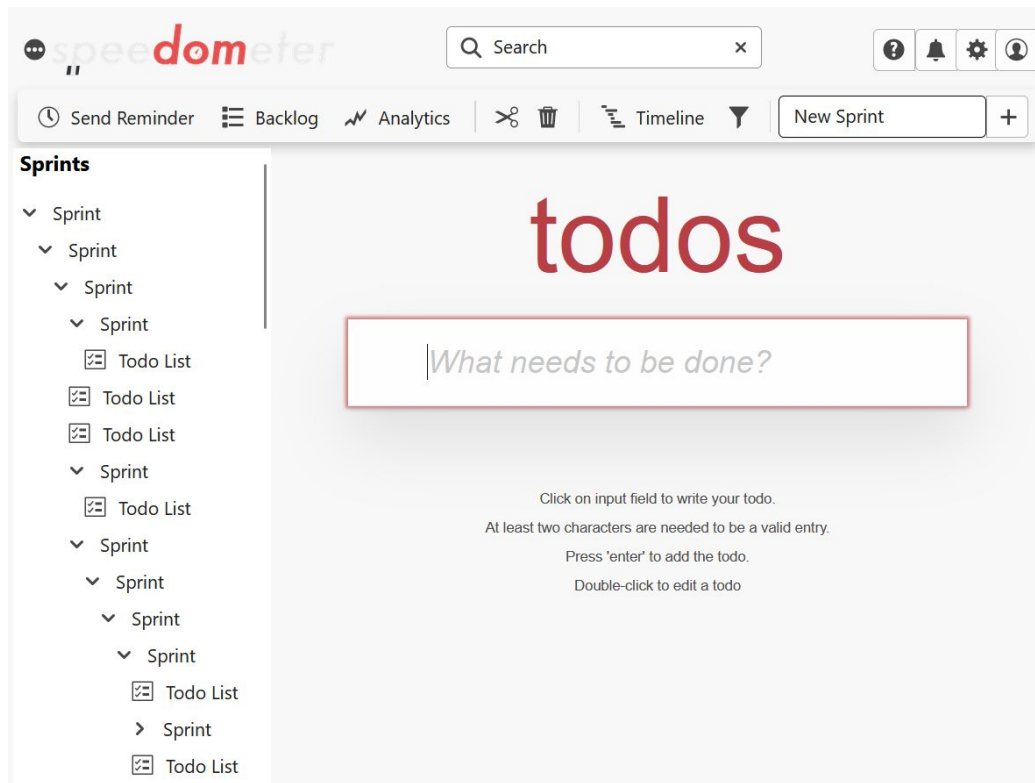 speedometer
Search
Send Reminder Backlog Analytics Timeline New Sprint +
Sprints
Sprint
Sprint
Sprint
Sprint
Todo List
Todo List
Todo List
Sprint
Todo List
Sprint
Sprint
Sprint
Sprint
Todo List
Sprint
Todo List
todos
What needs to be done?
Click on input field to write your todo.
At least two characters are needed to be a valid entry.
Press 'enter' to add the todo.
Double-click to edit a todo